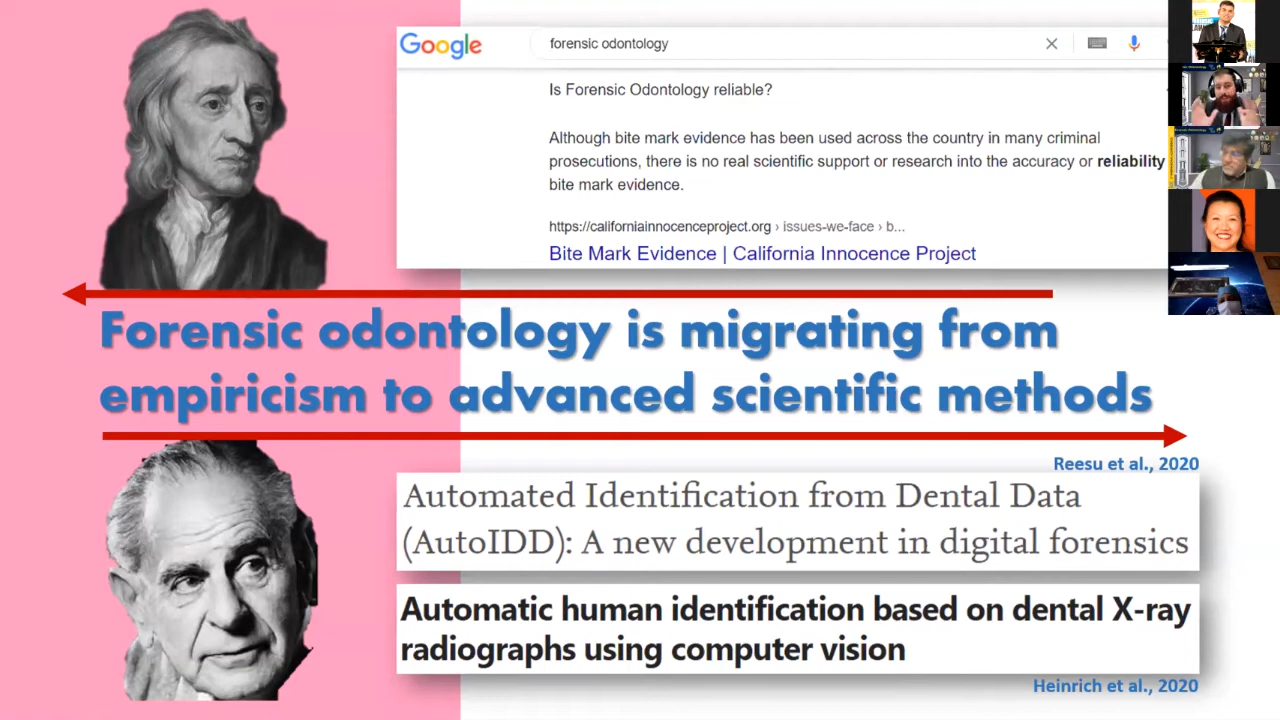 Google
forensic odontology
Is Forensic Odontology reliable?
Although bite mark evidence has been used across the country in many criminal
prosecutions, there is no real scientific support or research into the accuracy or reliability
bite mark evidence.
https://californiainnocenceproject.org › issues-we-face › b...
Bite Mark Evidence | California Innocence Project
Forensic odontology is migrating from
empiricism to advanced scientific methods
Reesu et al., 2020
Automated Identification from Dental Data
(AutoIDD): A new development in digital forensics
Automatic human identification based on dental X-ray
radiographs using computer vision
Heinrich et al., 2020